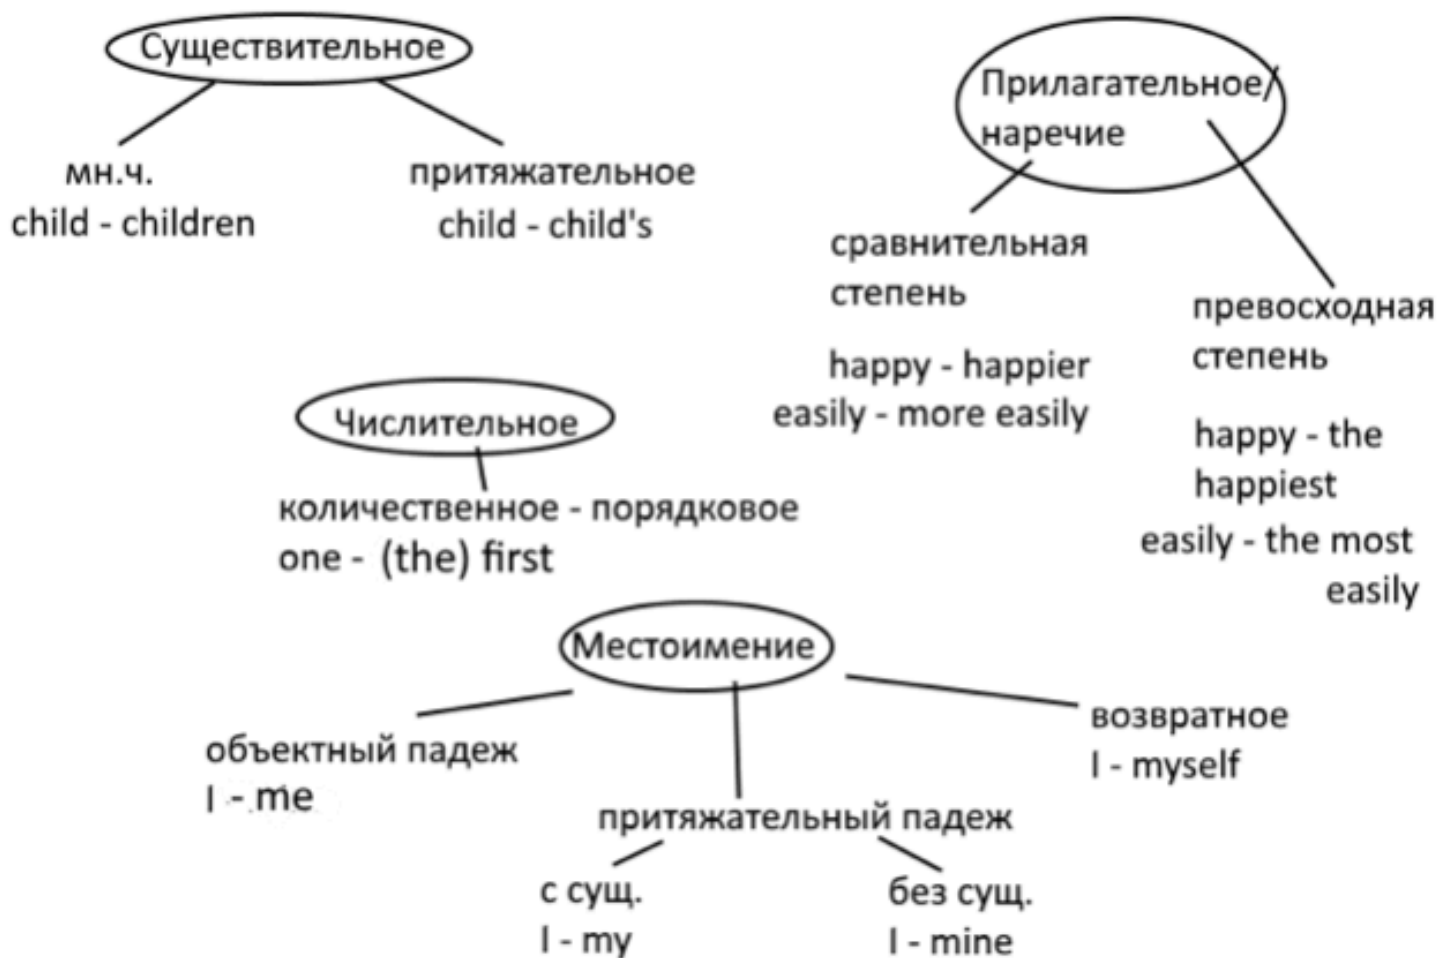 Существительное
мн.ч.
child - children
притяжательное
child - child's
Прилагательное/
наречие
сравнительная
степень
happy - happier
easily - more easily
превосходная
степень
happy - the
happiest
easily - the most
easily
Числительное
количественное - порядковое
one - (the) first
Местоимение
объектный падеж
I - me
притяжательный падеж
с сущ.
I - my
без сущ.
I - mine
возвратное
I - myself